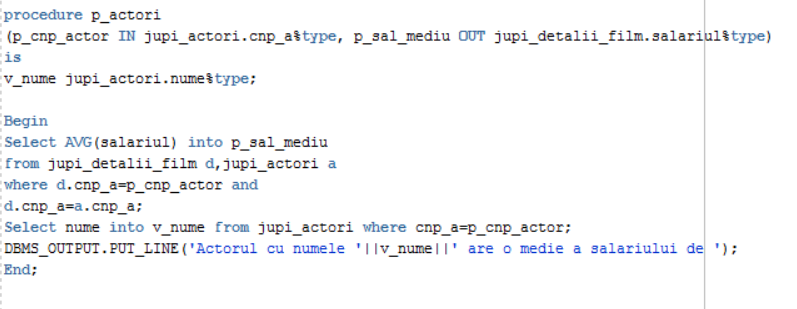 procedure p_actori
(p_cnp_actor IN jupi_actori.cnp_a%type, p_sal_mediu OUT jupi_detalii_film.salariul%type)
is
v_nume jupi_actori.nume%type;
Begin
Select AVG(salariul) into p_sal_mediu
from jupi_detalii_film d,jupi_actori a
where d.cnp_a=p_cnp_actor and
d.cnp_a=a.cnp_a;
Select nume into v_nume from jupi_actori where cnp_a=p_cnp_actor;
DBMS_OUTPUT.PUT_LINE('Actorul cu numele '||v_nume||' are o medie a salariului de ');
End;